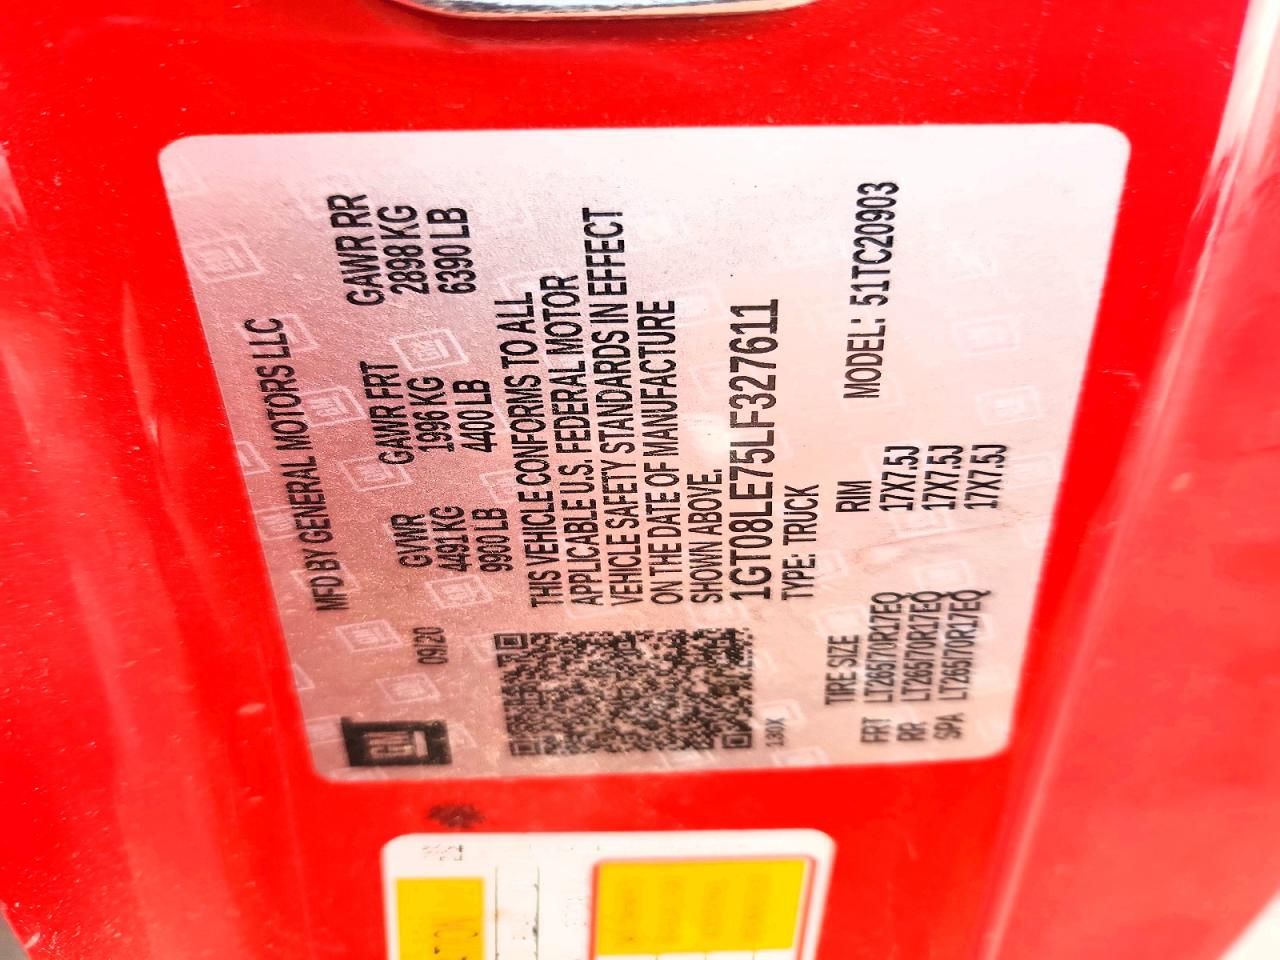 MFD BY GENERAL MOTORS LLC
GM
09/20
GVWR GAWR FRT GAWR RR
4491 KG 1996 KG 2898 KG
9900 LB 4400 LB 6390 LB
THIS VEHICLE CONFORMS TO ALL
APPLICABLE U.S. FEDERAL MOTOR
VEHICLE SAFETY STANDARDS IN EFFECT
ON THE DATE OF MANUFACTURE
SHOWN ABOVE.
1GT08LE75LF327611
130X
TYPE: TRUCK
MODEL: 51TC20903
TIRE SIZE RIM
FRT LT265/70R17EQ 17X7.5J
RR LT265/70R17EQ 17X7.5J
SPA LT265/70R17EQ 17X7.5J